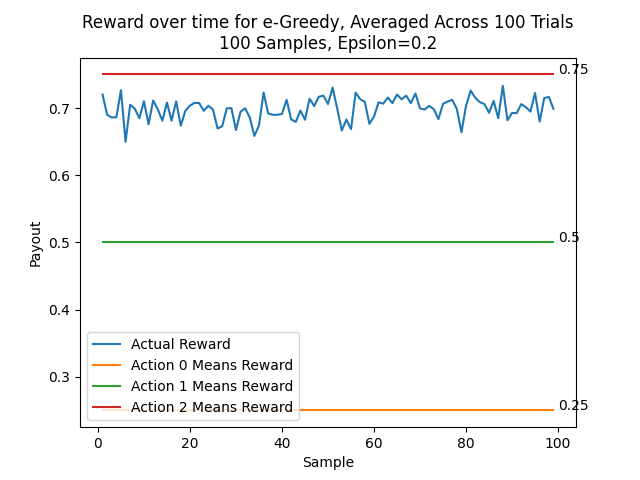 Reward over time for e-Greedy, Averaged Across 100 Trials
100 Samples, Epsilon=0.2
0.75
0.7
0.6
0.5
0.5
0.4
0.3
0.25
Payout
Actual Reward
Action 0 Means Reward
Action 1 Means Reward
Action 2 Means Reward
0
20
40
60
80
100
Sample